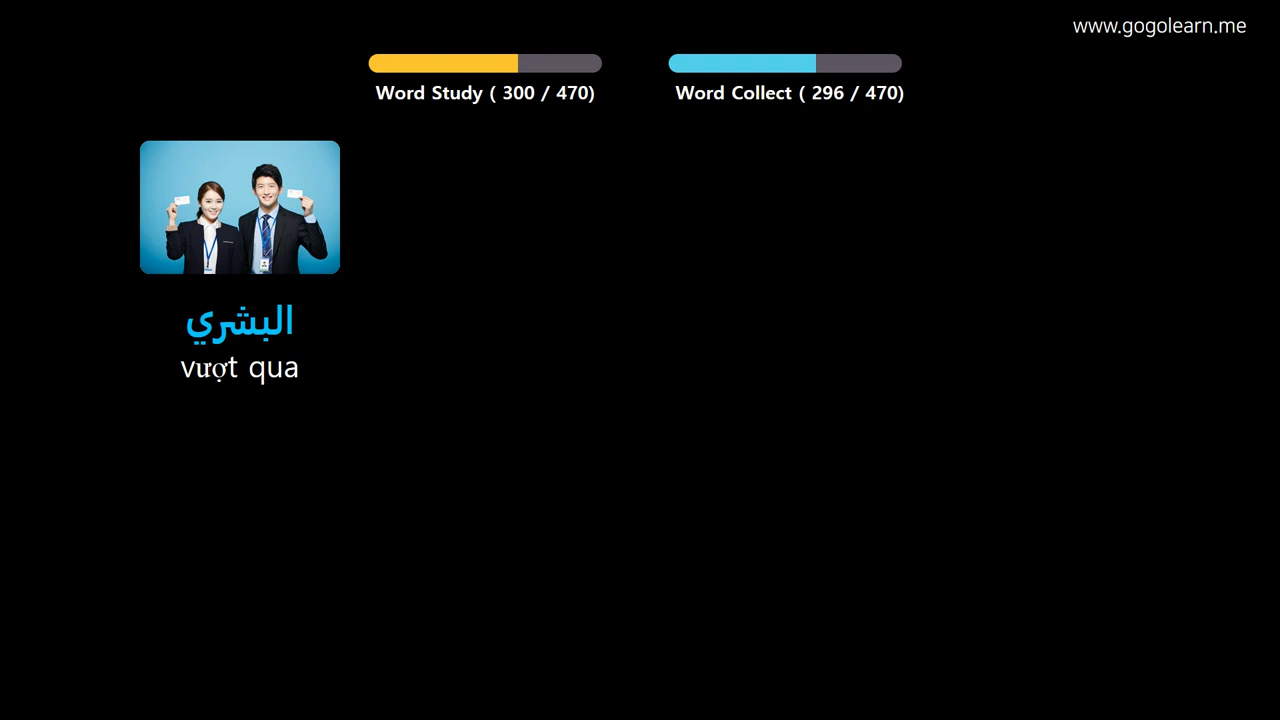 www.gogolearn.me
Word Study ( 300 / 470)
Word Collect ( 296 / 470)
البشري
vượt qua